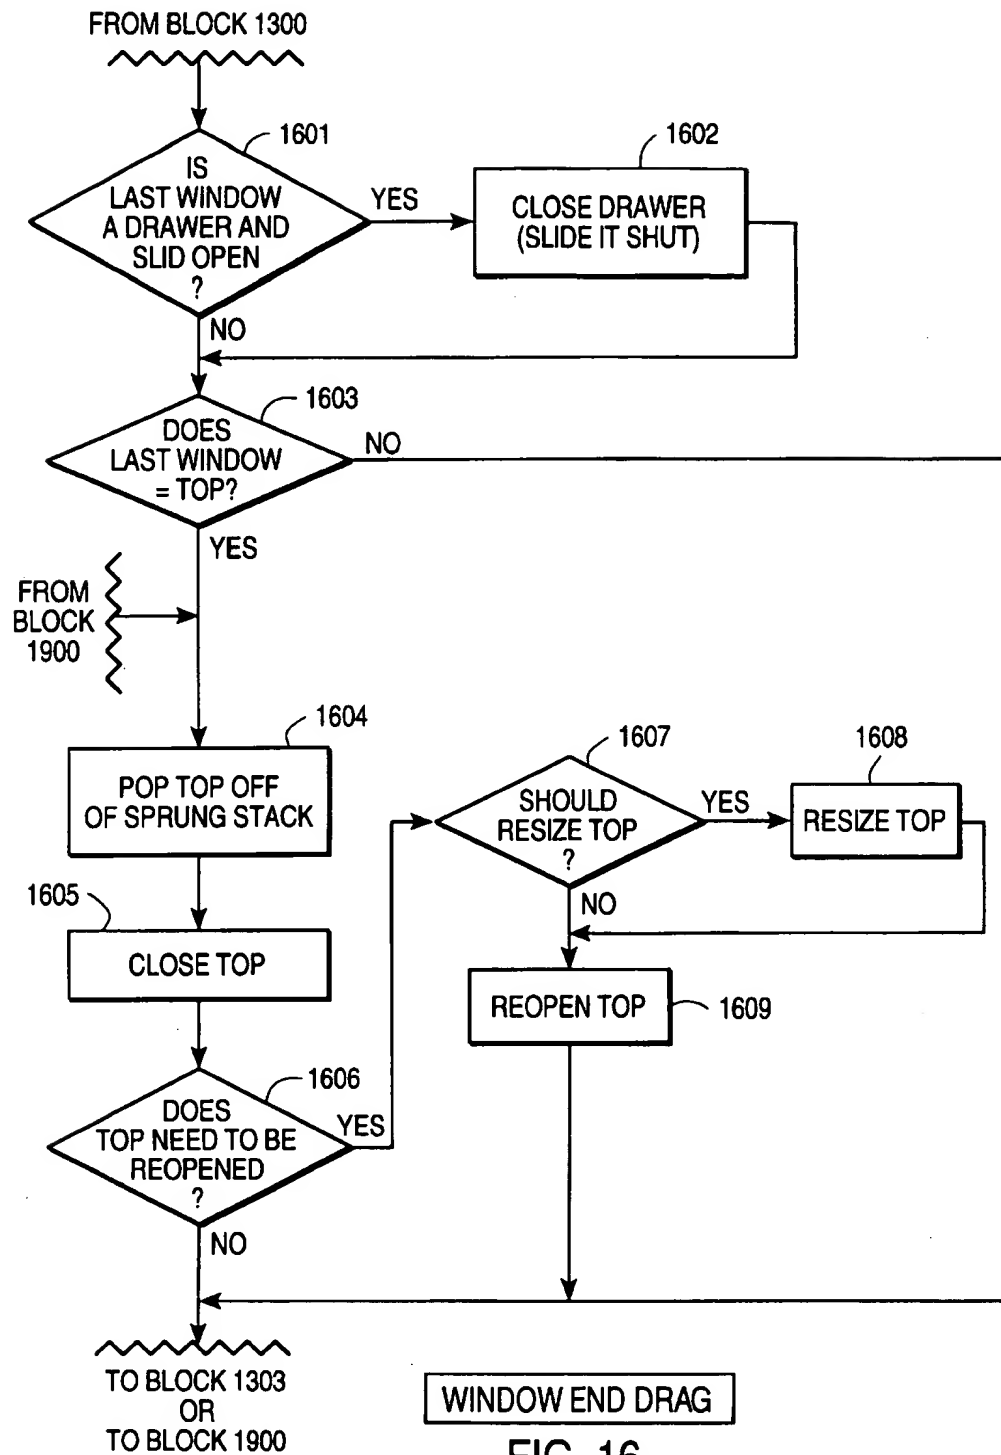 FROM BLOCK 1300
1601
IS
LAST WINDOW
A DRAWER AND
SLID OPEN
?
YES
1602
CLOSE DRAWER
(SLIDE IT SHUT)
NO
1603
DOES
LAST WINDOW
= TOP?
NO
YES
FROM
BLOCK
1900
1604
POP TOP OFF
OF SPRUNG STACK
1605
CLOSE TOP
1606
DOES
TOP NEED TO BE
REOPENED
?
YES
NO
1607
SHOULD
RESIZE TOP
?
YES
1608
RESIZE TOP
NO
REOPEN TOP
1609
TO BLOCK 1303
OR
TO BLOCK 1900
WINDOW END DRAG
FIG. 16